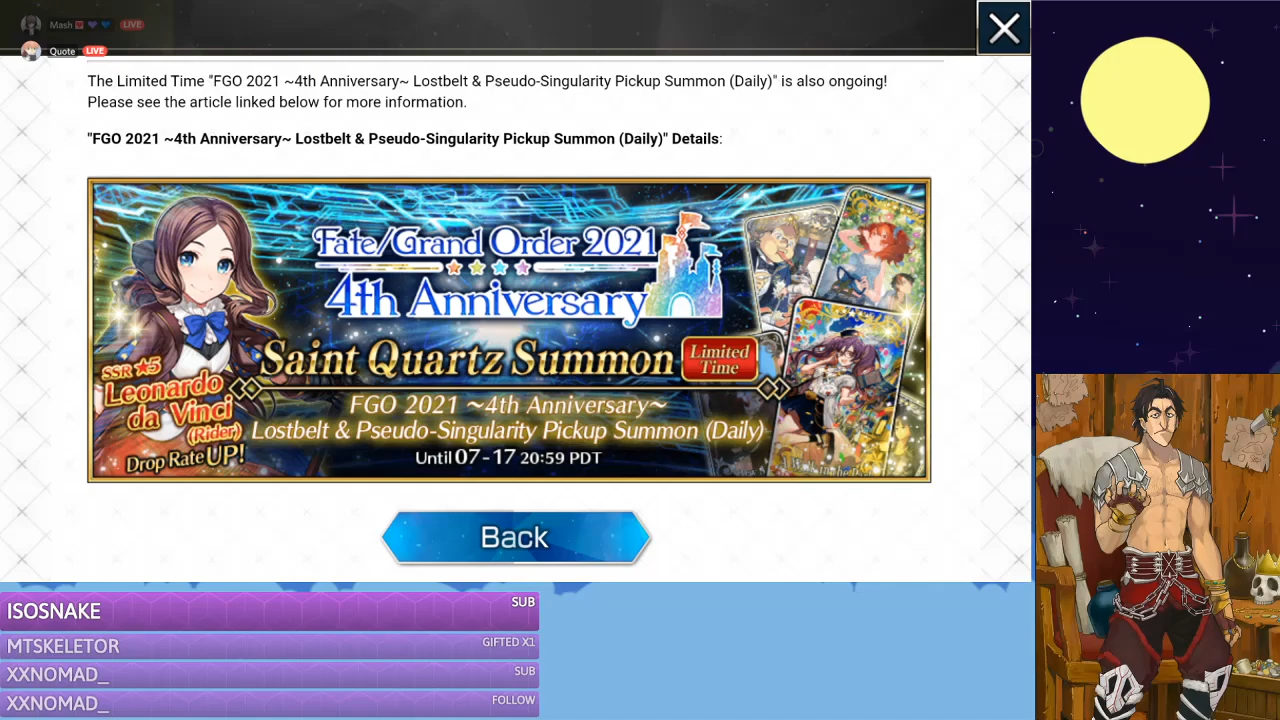 Mash LIVE
Quote LIVE
The Limited Time "FGO 2021 ~4th Anniversary~ Lostbelt & Pseudo-Singularity Pickup Summon (Daily)" is also ongoing!
Please see the article linked below for more information.
"FGO 2021 ~4th Anniversary~ Lostbelt & Pseudo-Singularity Pickup Summon (Daily)" Details:
Fate/Grand Order 2021
4th Anniversary
Saint Quartz Summon
Limited
Time
SSR ★5
Leonardo
da Vinci
(Rider)
Drop Rate UP!
FGO 2021 ~4th Anniversary~
Lostbelt & Pseudo-Singularity Pickup Summon (Daily)
Until 07-17 20:59 PDT
Back
ISOSNAKE SUB
MTSKELETOR GIFTED X1
XXNOMAD_ SUB
XXNOMAD_ FOLLOW